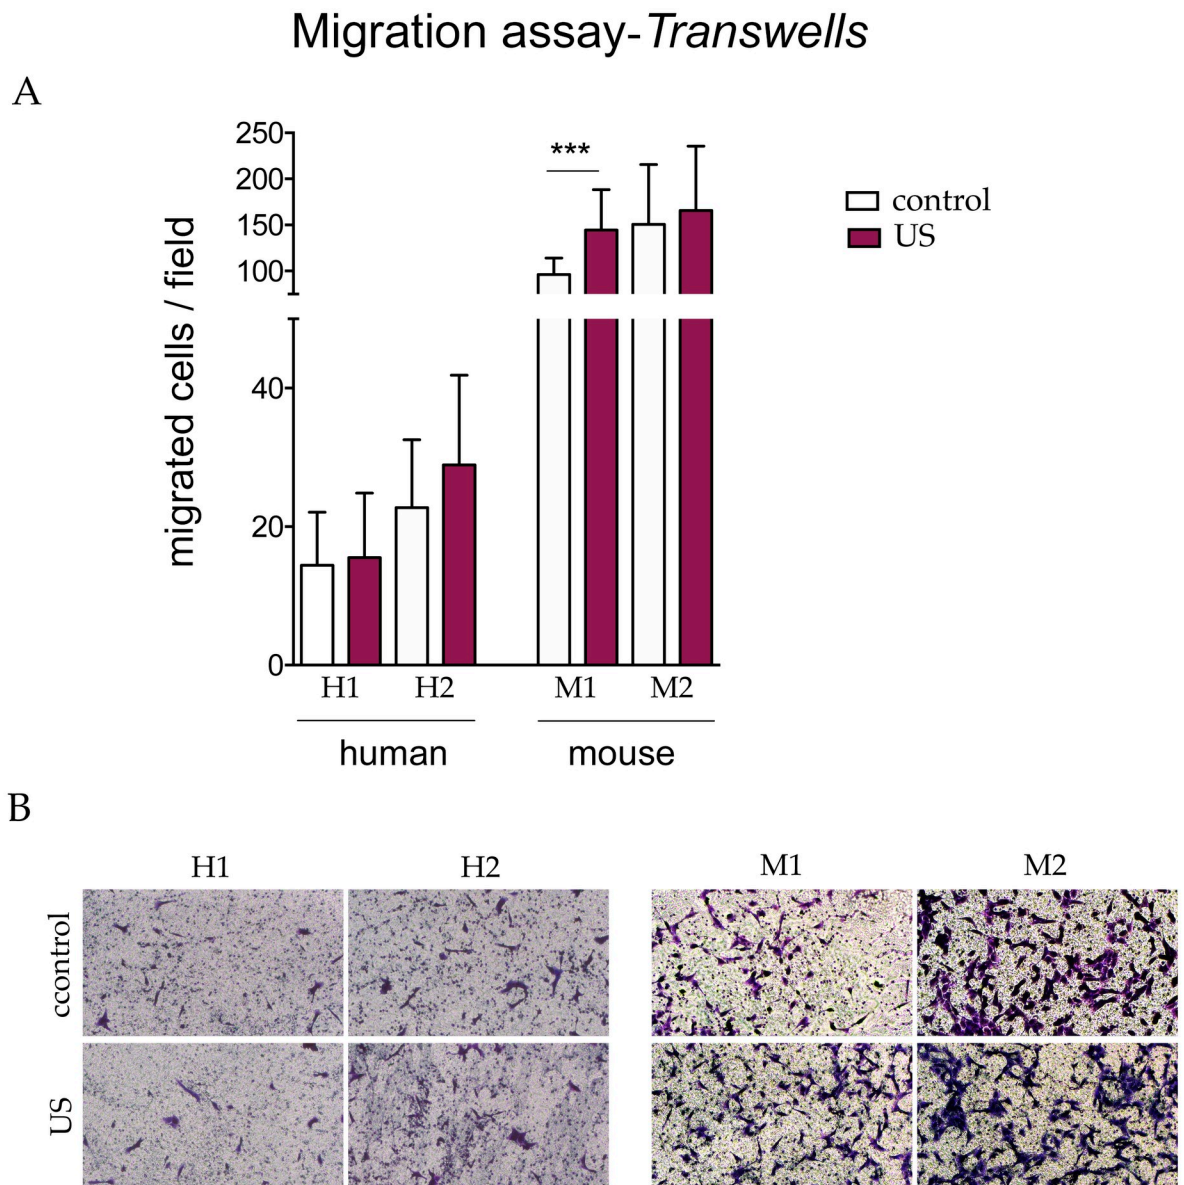 Migration assay-Transwells
A
250
200
150
100
40
20
0
migrated cells / field
***
control
US
H1 H2 M1 M2
human mouse
B
H1 H2 M1 M2
ccontrol
US